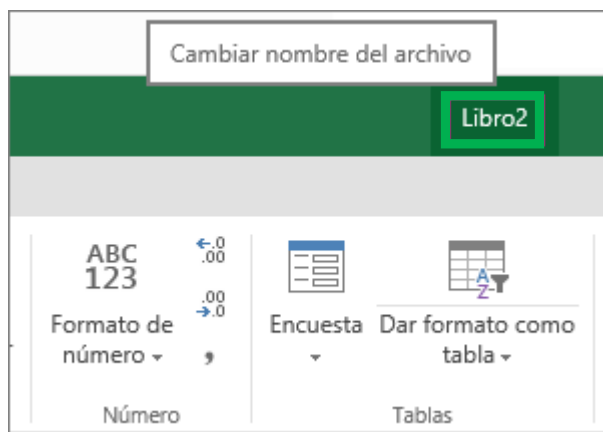 Cambiar nombre del archivo
Libro2
ABC
123
←.0
.00
.00
→.0
Formato de
número
,
Encuesta
Dar formato como
tabla
A
Z
Número
Tablas